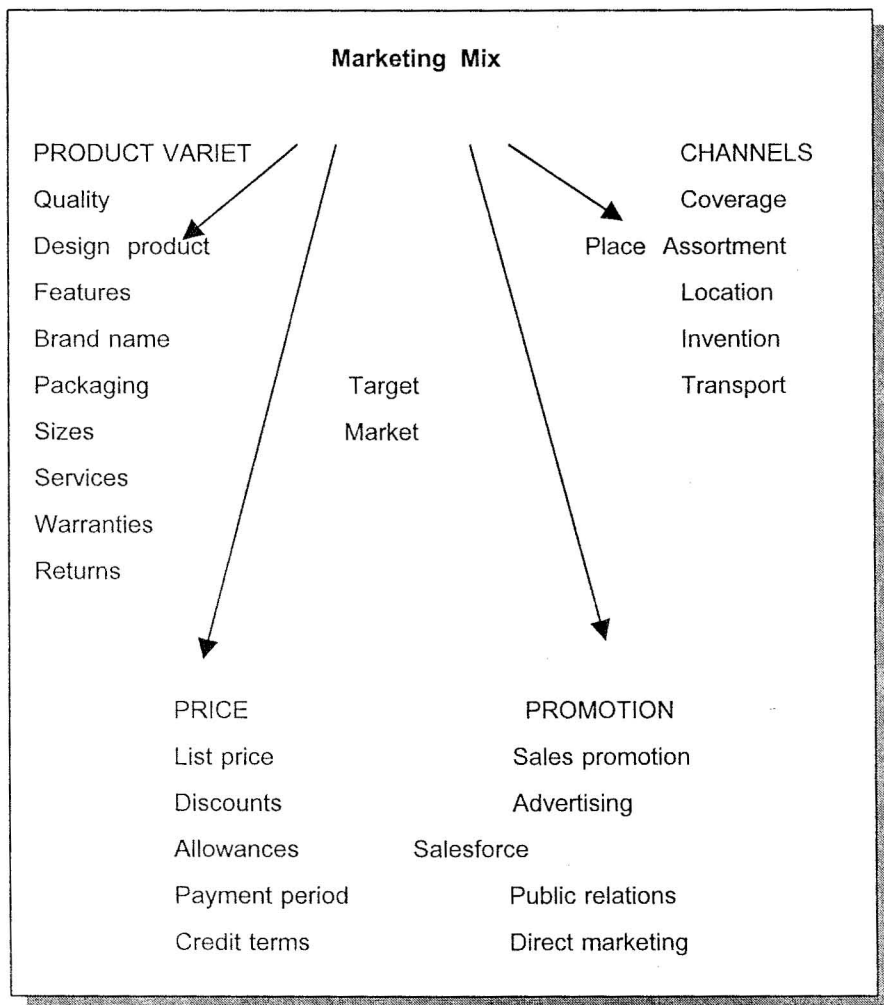 Marketing Mix
PRODUCT VARIET
CHANNELS
Quality
Coverage
Design product
Place Assortment
Features
Location
Brand name
Invention
Packaging
Target
Transport
Sizes
Market
Services
Warranties
Returns
PRICE
PROMOTION
List price
Sales promotion
Discounts
Advertising
Allowances
Salesforce
Payment period
Public relations
Credit terms
Direct marketing